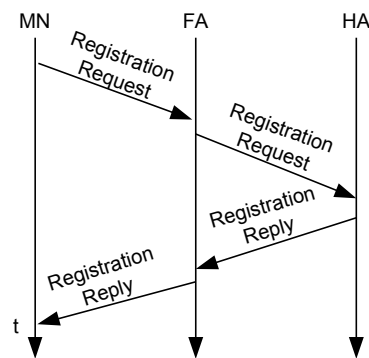 MN
FA
HA
Registration
Request
Registration
Request
Registration
Reply
Registration
Reply
t